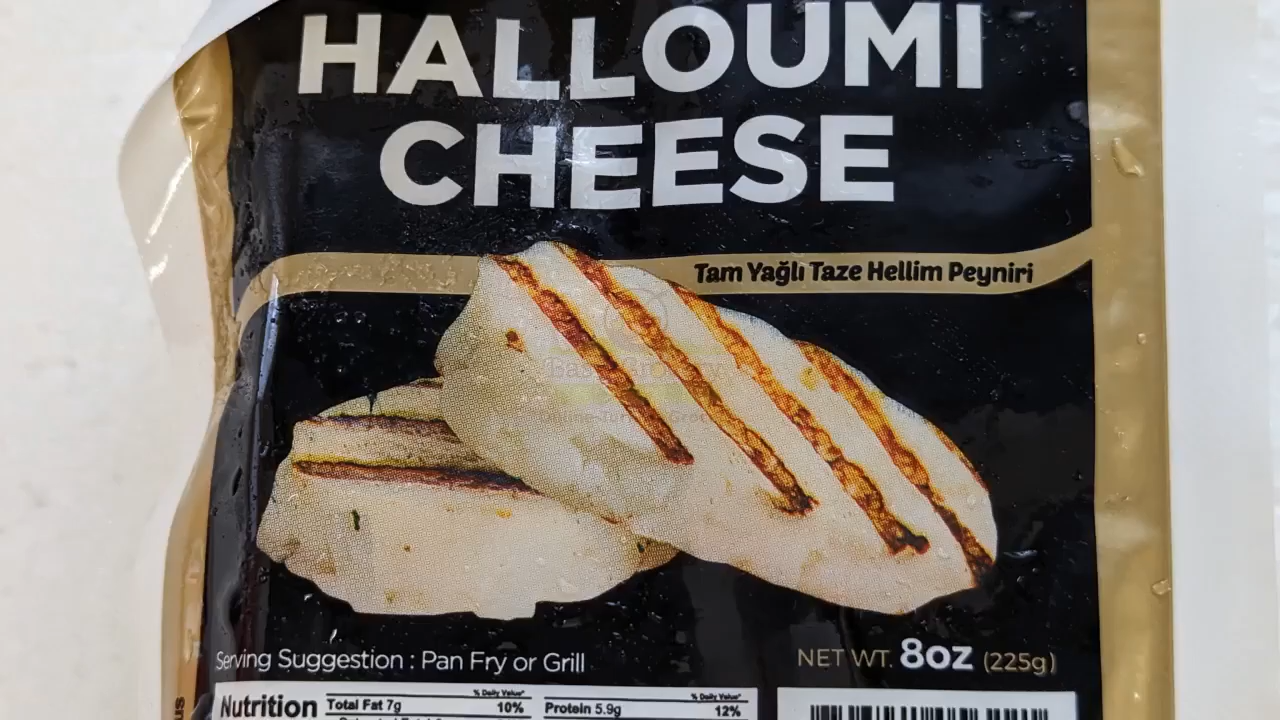 HALLOUMI
CHEESE
Tam Yağlı Taze Hellim Peyniri
Serving Suggestion : Pan Fry or Grill
NET WT. 8oz (225g)
Nutrition
% Daily Value*
Total Fat 7g 10%
% Daily Value*
Protein 5.9g 12%